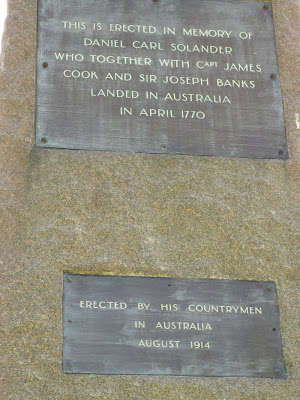 THIS IS ERECTED IN MEMORY OF
DANIEL CARL SOLANDER
WHO TOGETHER WITH CAPT JAMES
COOK AND SIR JOSEPH BANKS
LANDED IN AUSTRALIA
IN APRIL 1770
ERECTED BY HIS COUNTRYMEN
IN AUSTRALIA
AUGUST 1914